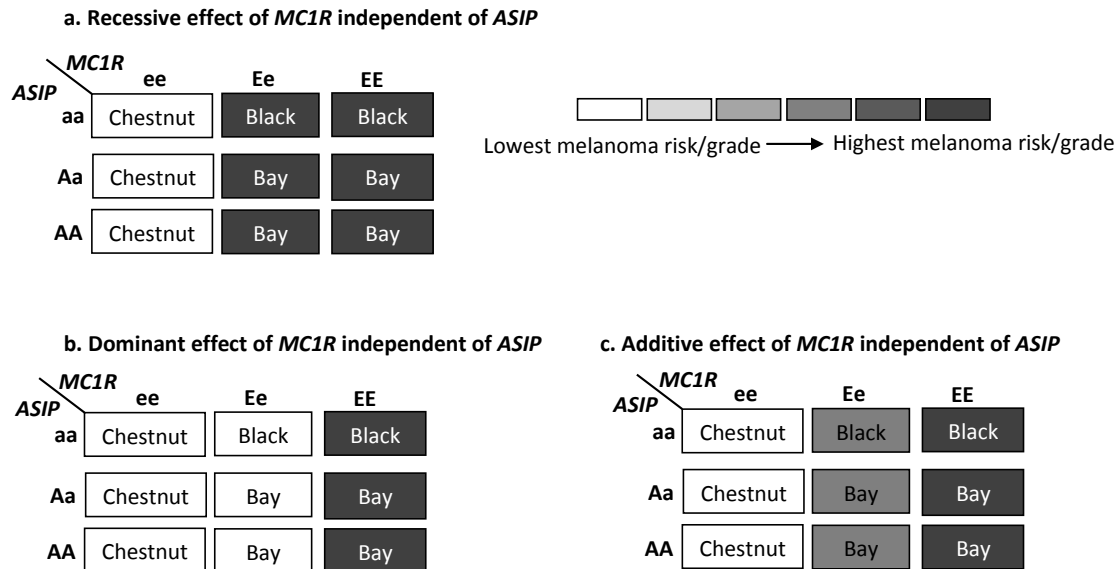 a. Recessive effect of MC1R independent of ASIP
MC1R
ASIP
ee Ee EE
aa Chestnut Black Black
Aa Chestnut Bay Bay
AA Chestnut Bay Bay
Lowest melanoma risk/grade Highest melanoma risk/grade
b. Dominant effect of MC1R independent of ASIP
MC1R
ASIP
ee Ee EE
aa Chestnut Black Black
Aa Chestnut Bay Bay
AA Chestnut Bay Bay
c. Additive effect of MC1R independent of ASIP
MC1R
ASIP
ee Ee EE
aa Chestnut Black Black
Aa Chestnut Bay Bay
AA Chestnut Bay Bay